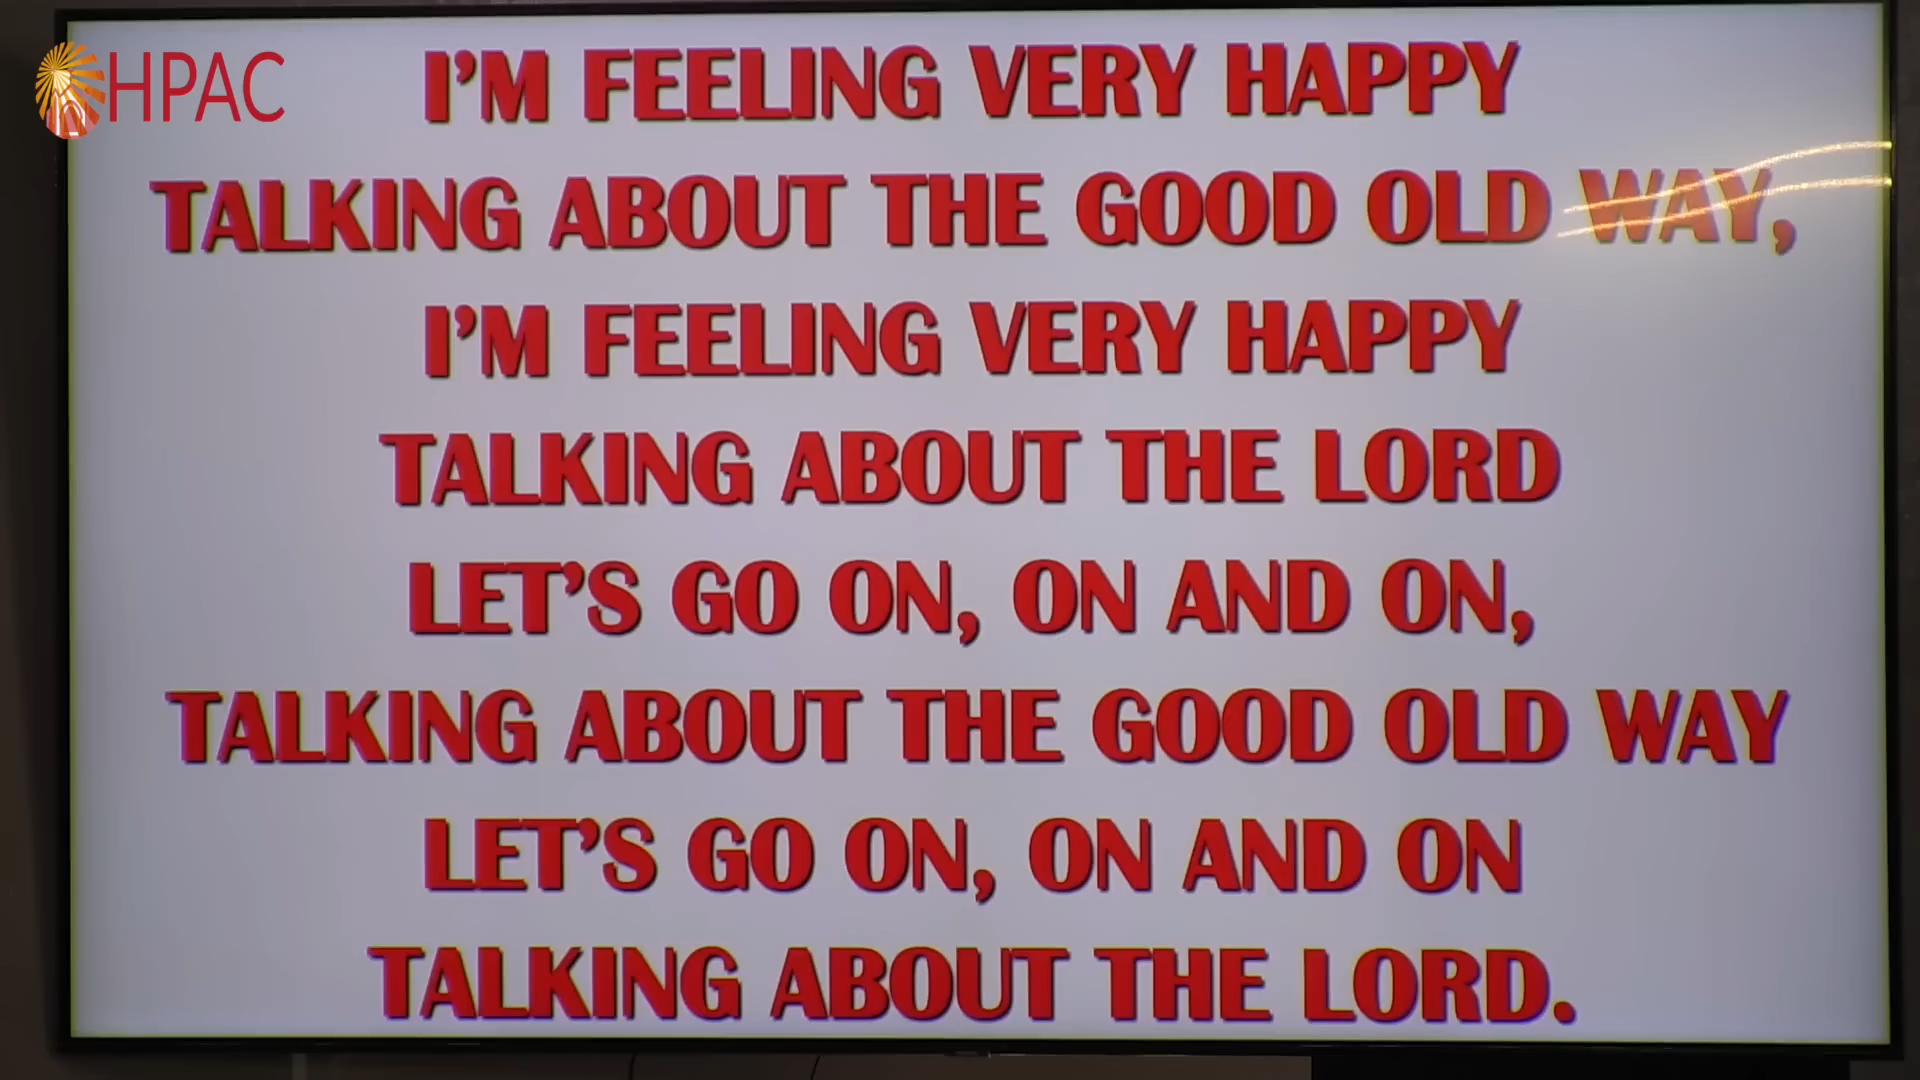 HPAC
I'M FEELING VERY HAPPY
TALKING ABOUT THE GOOD OLD WAY,
I'M FEELING VERY HAPPY
TALKING ABOUT THE LORD
LET'S GO ON, ON AND ON,
TALKING ABOUT THE GOOD OLD WAY
LET'S GO ON, ON AND ON
TALKING ABOUT THE LORD.